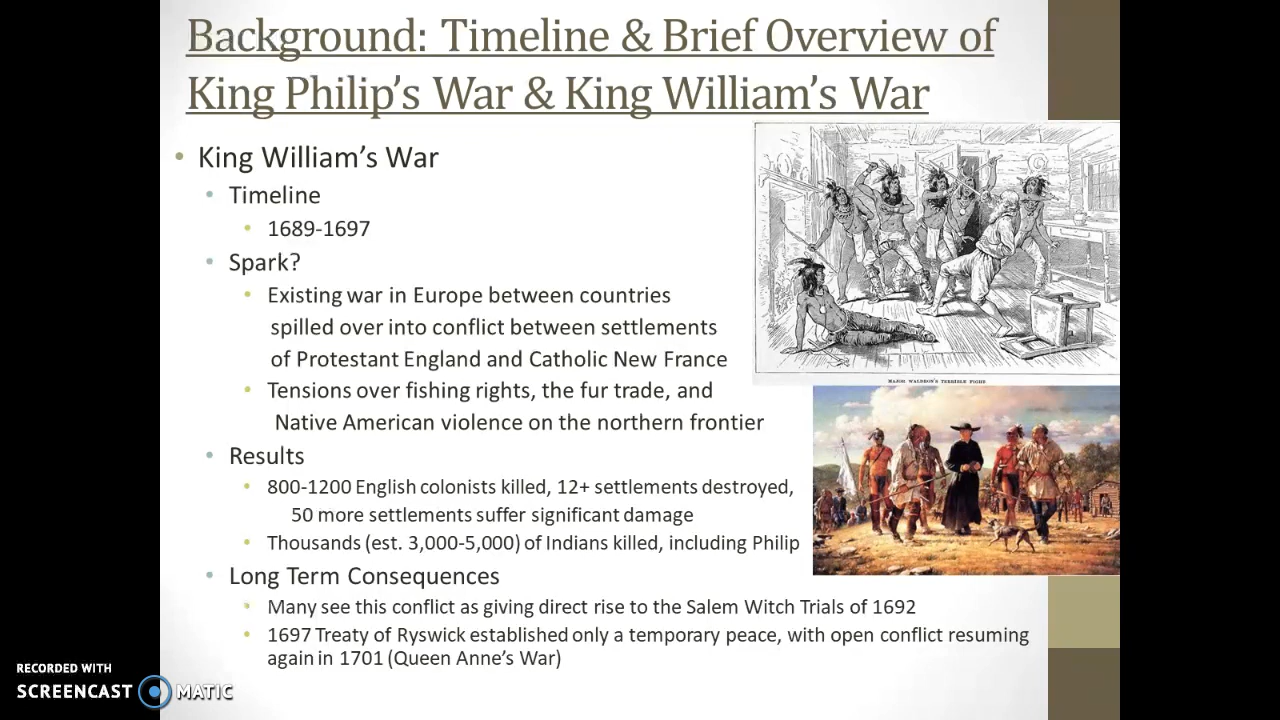 Background: Timeline & Brief Overview of
King Philip's War & King William's War
• King William's War
• Timeline
• 1689-1697
• Spark?
• Existing war in Europe between countries
spilled over into conflict between settlements
of Protestant England and Catholic New France
• Tensions over fishing rights, the fur trade, and
Native American violence on the northern frontier
• Results
• 800-1200 English colonists killed, 12+ settlements destroyed,
50 more settlements suffer significant damage
• Thousands (est. 3,000-5,000) of Indians killed, including Philip
• Long Term Consequences
• Many see this conflict as giving direct rise to the Salem Witch Trials of 1692
• 1697 Treaty of Ryswick established only a temporary peace, with open conflict resuming
again in 1701 (Queen Anne's War)
MAJOR WALDRON'S TERRIBLE FIGHT
RECORDED WITH
SCREENCAST MATIC